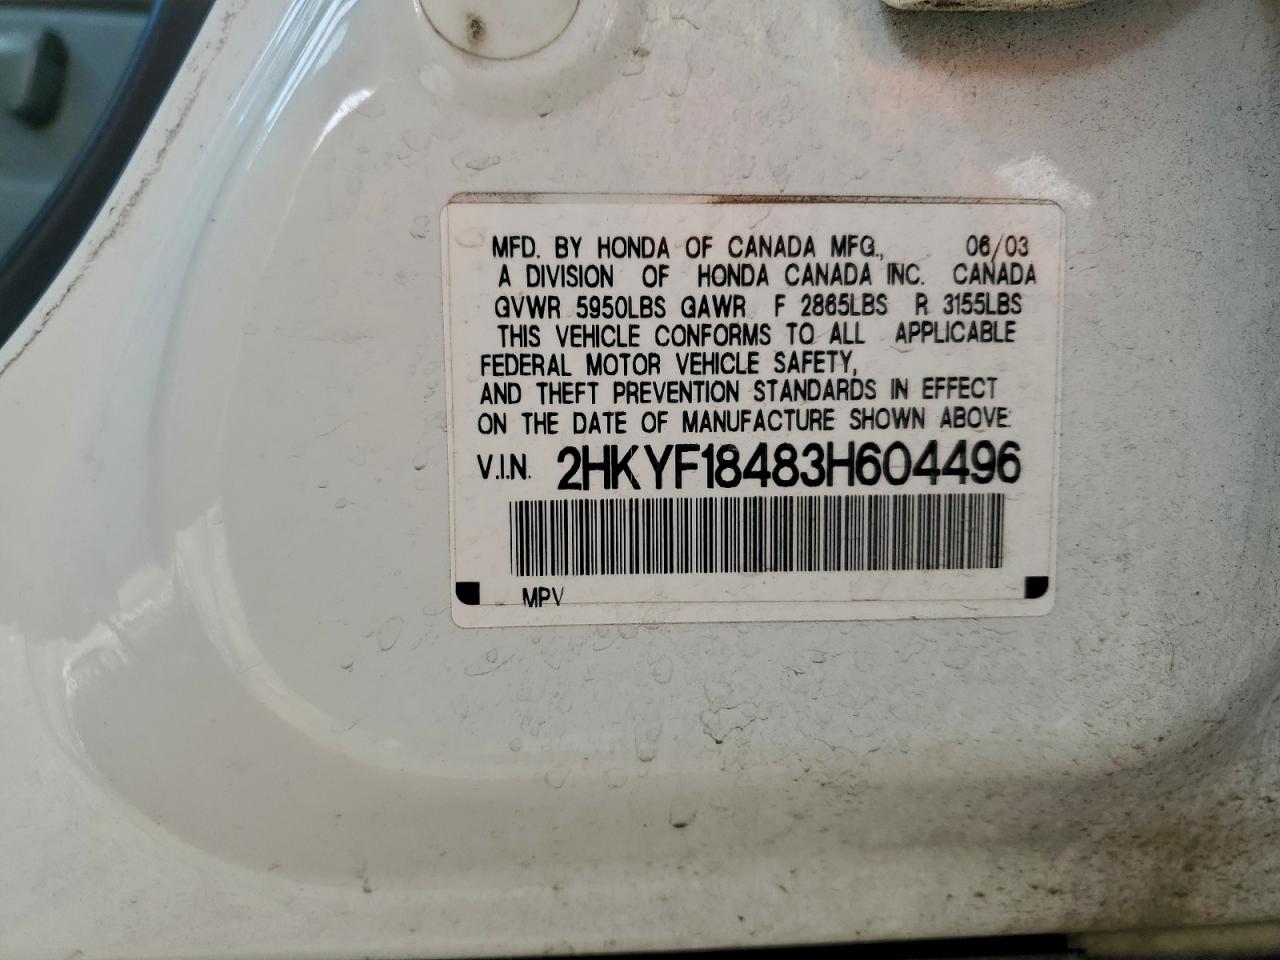 MFD. BY HONDA OF CANADA MFG., 06/03
A DIVISION OF HONDA CANADA INC. CANADA
GVWR 5950LBS GAWR F 2865LBS R 3155LBS
THIS VEHICLE CONFORMS TO ALL APPLICABLE
FEDERAL MOTOR VEHICLE SAFETY,
AND THEFT PREVENTION STANDARDS IN EFFECT
ON THE DATE OF MANUFACTURE SHOWN ABOVE.
V.I.N. 2HKYF18483H604496
MPV